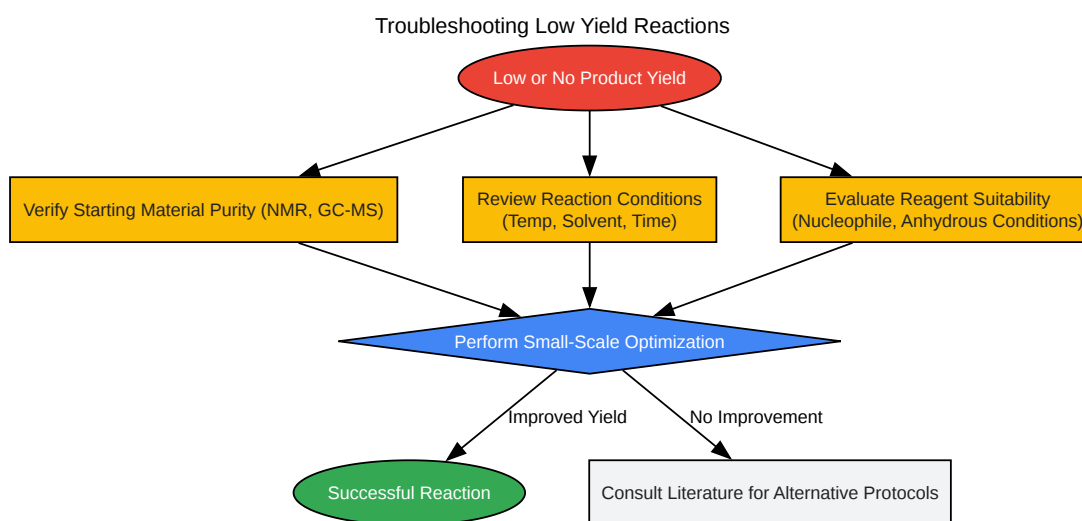 Troubleshooting Low Yield Reactions
Low or No Product Yield
Verify Starting Material Purity (NMR, GC-MS)
Review Reaction Conditions
(Temp, Solvent, Time)
Evaluate Reagent Suitability
(Nucleophile, Anhydrous Conditions)
Perform Small-Scale Optimization
Improved Yield
No Improvement
Successful Reaction
Consult Literature for Alternative Protocols